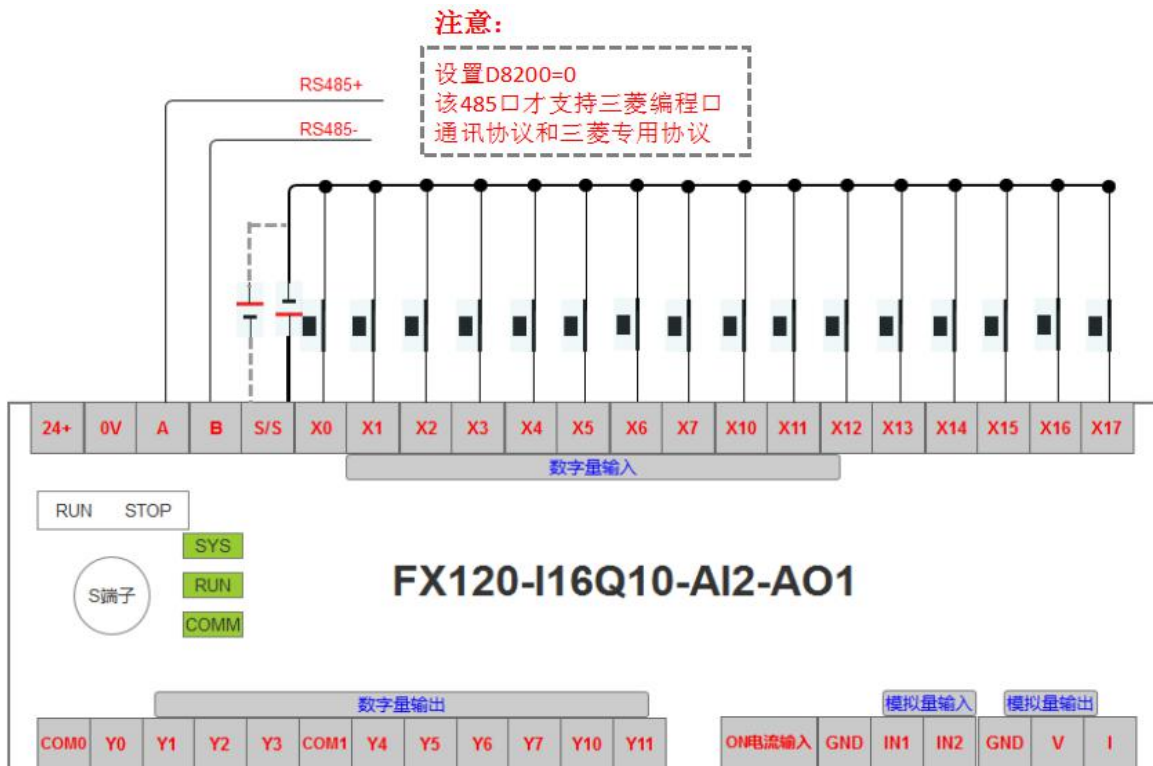 注意:
设置D8200=0
该485口才支持三菱编程口
通讯协议和三菱专用协议
RS485+
RS485-
24+ 0V A B S/S X0 X1 X2 X3 X4 X5 X6 X7 X10 X11 X12 X13 X14 X15 X16 X17
数字量输入
RUN STOP
SYS
RUN
COMM
S端子
FX120-I16Q10-AI2-AO1
数字量输出
模拟量输入
模拟量输出
COM0 Y0 Y1 Y2 Y3 COM1 Y4 Y5 Y6 Y7 Y10 Y11
ON电流输入 GND IN1 IN2 GND V I